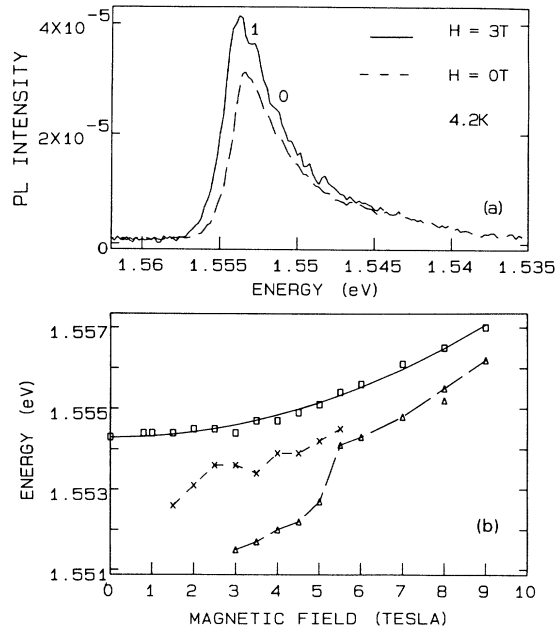 4X10-5
1
H = 3T
H = 0T
0
2X10-5
4.2K
PL INTENSITY
(a)
0
1.56 1.555 1.55 1.545 1.54 1.535
ENERGY (eV)
1.557
1.555
ENERGY (eV)
1.553
(b)
1.551
0 1 2 3 4 5 6 7 8 9 10
MAGNETIC FIELD (TESLA)